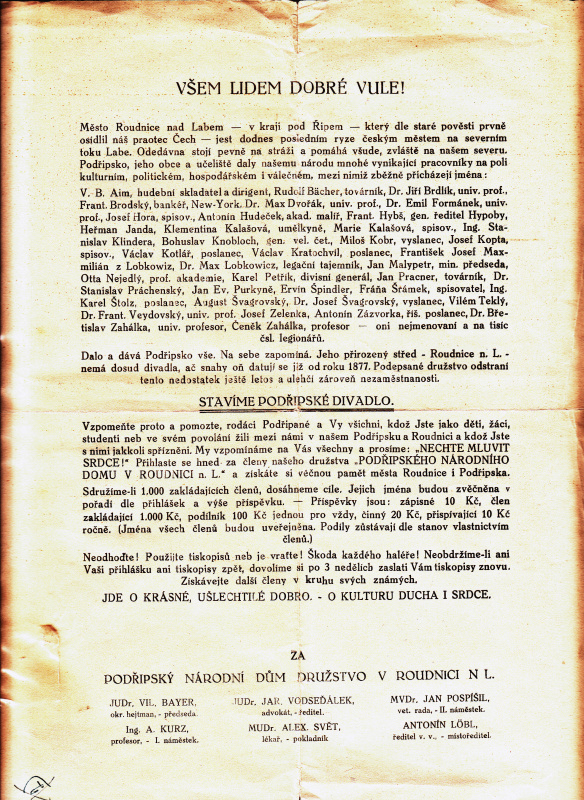 VŠEM LIDEM DOBRÉ VULE!
Město Roudnice nad Labem — v kraji pod Řípem — který dle staré pověsti prvně
osídlil náš praotec Čech — jest dodnes posledním ryze českým městem na severním
toku Labe. Odedávna stojí pevně na stráži a pomáhá všude, zvláště na našem severu.
Podřipsko, jeho obce a učeliště daly našemu národu mnohé vynikající pracovníky na poli
kulturním, politickém, hospodářském i válečném, mezi nimiž zběžně přicházejí jména:
V. B. Aim, hudební skladatel a dirigent, Rudolf Bächer, továrník, Dr. Jiří Brdlík, univ. prof.,
Frant. Brodský, bankéř, New-York, Dr. Max Dvořák, univ. prof., Dr. Emil Formánek, univ.
prof., Josef Hora, spisov., Antonín Hudeček, akad. malíř, Frant. Hybš, gen. ředitel Hypoby,
Heřman Janda, Klementina Kalašová, umělkyně, Marie Kalašová, spisov., Ing. Sta-
nislav Klindera, Bohuslav Knobloch, gen. vel. čet., Miloš Kobr, vyslanec, Josef Kopta,
spisov., Václav Kotlář, poslanec, Václav Kratochvíl, poslanec, František Josef Max-
milián z Lobkowiz, Dr. Max Lobkowicz, legační tajemník, Jan Malypetr, min. předseda,
Otta Nejedlý, prof. akademie, Karel Petřík, divisní generál, Jan Pracner, továrník, Dr.
Stanislav Práchenský, Jan Ev. Purkyně, Ervín Špindler, Fráňa Šrámek, spisovatel, Ing.
Karel Štolz, poslanec, August Švagrovský, Dr. Josef Švagrovský, vyslanec, Vilém Teklý,
Dr. Frant. Veydovský, univ. prof. Josef Zelenka, Antonín Zázvorka, říš. poslanec, Dr. Bře-
tislav Zahálka, univ. profesor, Čeněk Zahálka, profesor — oni nejmenovaní a na tisíc
čsl. legionářů.
Dalo a dává Podřipsko vše. Na sebe zapomíná. Jeho přirozený střed - Roudnice n. L. -
nemá dosud divadla, ač snahy oň datují se již od roku 1877. Podepsané družstvo odstraní
tento nedostatek ještě letos a ulehčí zároveň nezaměstnanosti.
STAVÍME PODŘIPSKÉ DIVADLO.
Vzpomeňte proto a pomozte, rodáci Podřipané a Vy všichni, kdož Jste jako děti, žáci,
studenti neb ve svém povolání žili mezi námi v našem Podřipsku a Roudnici a kdož Jste
s nimi jakkoli spřízněni. My vzpomínáme na Vás všechny a prosíme: „NECHTE MLUVIT
SRDCE!" Přihlaste se hned za členy našeho družstva „PODŘIPSKÉHO NÁRODNÍHO
DOMU V ROUDNICI n. L." a získáte si věčnou paměť města Roudnice i Podřipska.
Sdružíme-li 1.000 zakládajících členů, dosáhneme cíle. Jejich jména budou zvěčněna v
pořadí dle přihlášek a výše příspěvku. — Příspěvky jsou: zápisné 10 Kč, člen
zakládající 1.000 Kč, podílník 100 Kč jednou pro vždy, činný 20 Kč, přispívající 10 Kč
ročně. (Jména všech členů budou uveřejněna. Podíly zůstávají dle stanov vlastnictvím
členů.)
Neodhoďte! Použijte tiskopisů neb je vraťte! Škoda každého haléře! Neobdržíme-li ani
Vaši přihlášku ani tiskopisy zpět, dovolíme si po 3 nedělích zaslati Vám tiskopisy znovu.
Získávejte další členy v kruhu svých známých.
JDE O KRÁSNÉ, UŠLECHTILÉ DOBRO. - O KULTURU DUCHA I SRDCE.
ZA
PODŘIPSKÝ NÁRODNÍ DŮM DRUŽSTVO V ROUDNICI N L.
JUDr. VIL. BAYER, JUDr. JAR. VODSEĎÁLEK, MVDr. JAN POSPÍŠIL,
okr. hejtman, - předseda. advokát, - ředitel. vet. rada, - II. náměstek.
Ing. A. KURZ, MUDr. ALEX. SVĚT, ANTONÍN LÖBL,
profesor, - I. náměstek. lékař, - pokladník ředitel v. v., - místoředitel.